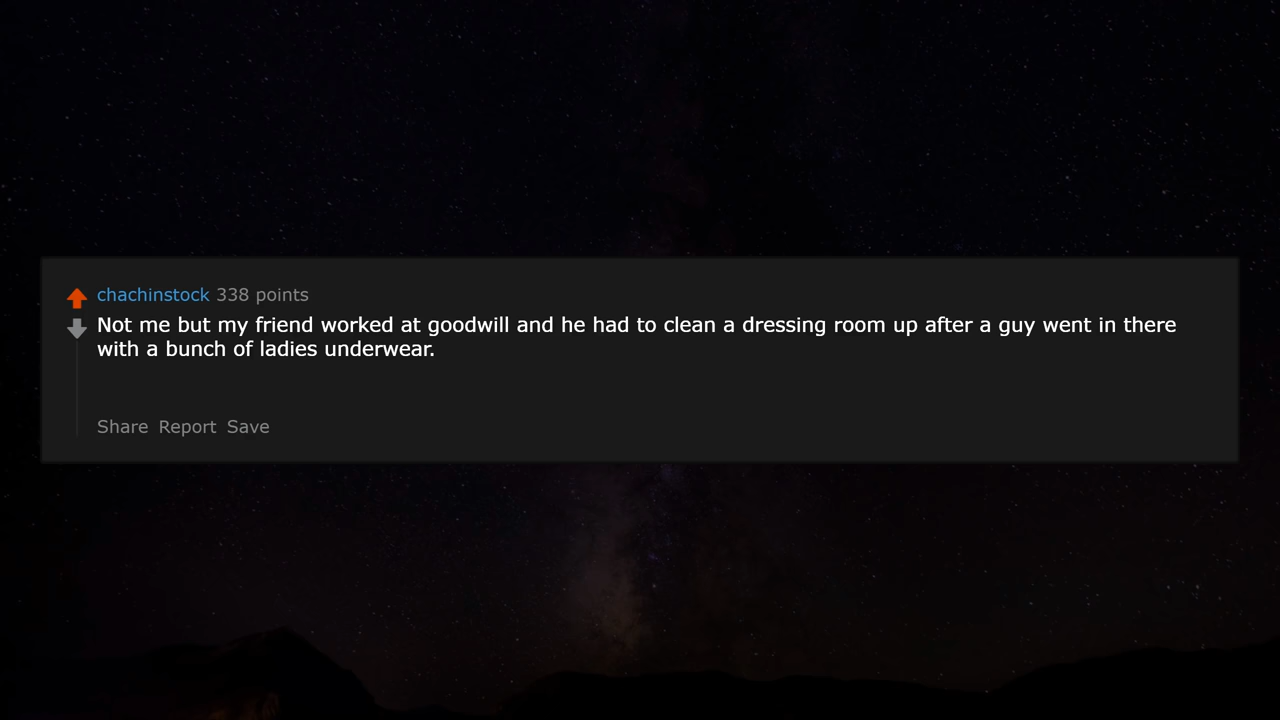 chachinstock 338 points
Not me but my friend worked at goodwill and he had to clean a dressing room up after a guy went in there
with a bunch of ladies underwear.
Share Report Save